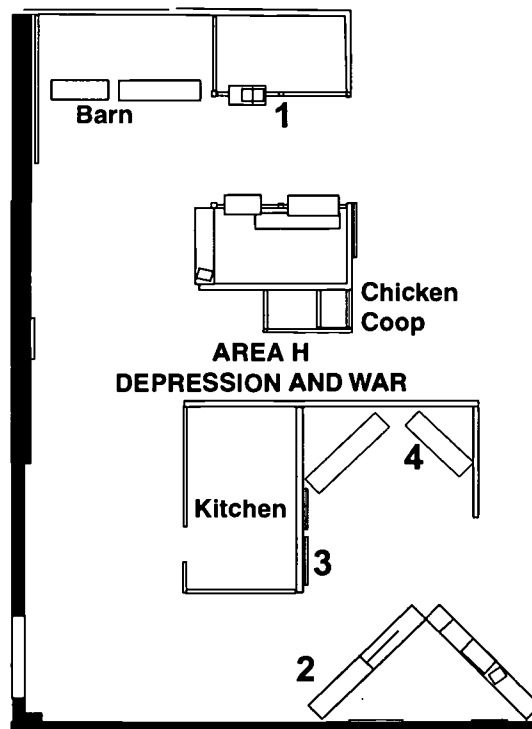 Barn
1
Chicken
Coop
AREA H
DEPRESSION AND WAR
4
Kitchen
3
2